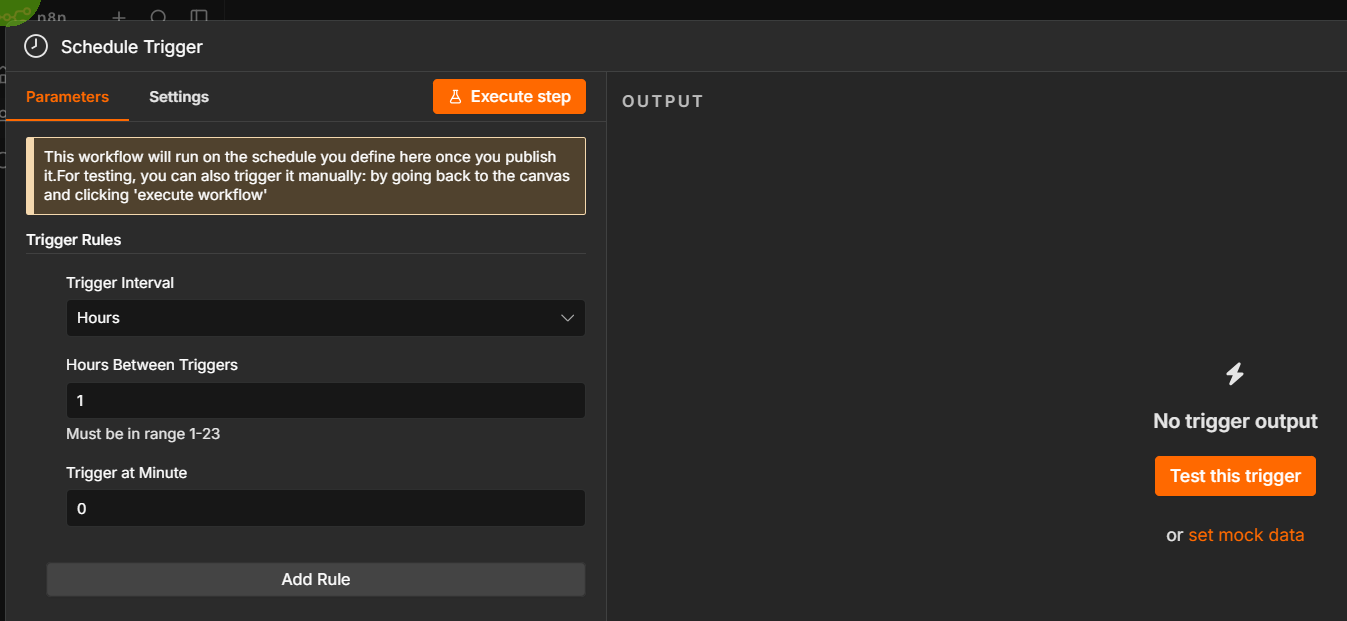 n8n
Schedule Trigger
Parameters
Settings
Execute step
OUTPUT
This workflow will run on the schedule you define here once you publish
it.For testing, you can also trigger it manually: by going back to the canvas
and clicking 'execute workflow'
Trigger Rules
Trigger Interval
Hours
Hours Between Triggers
1
Must be in range 1-23
Trigger at Minute
0
Add Rule
No trigger output
Test this trigger
or set mock data